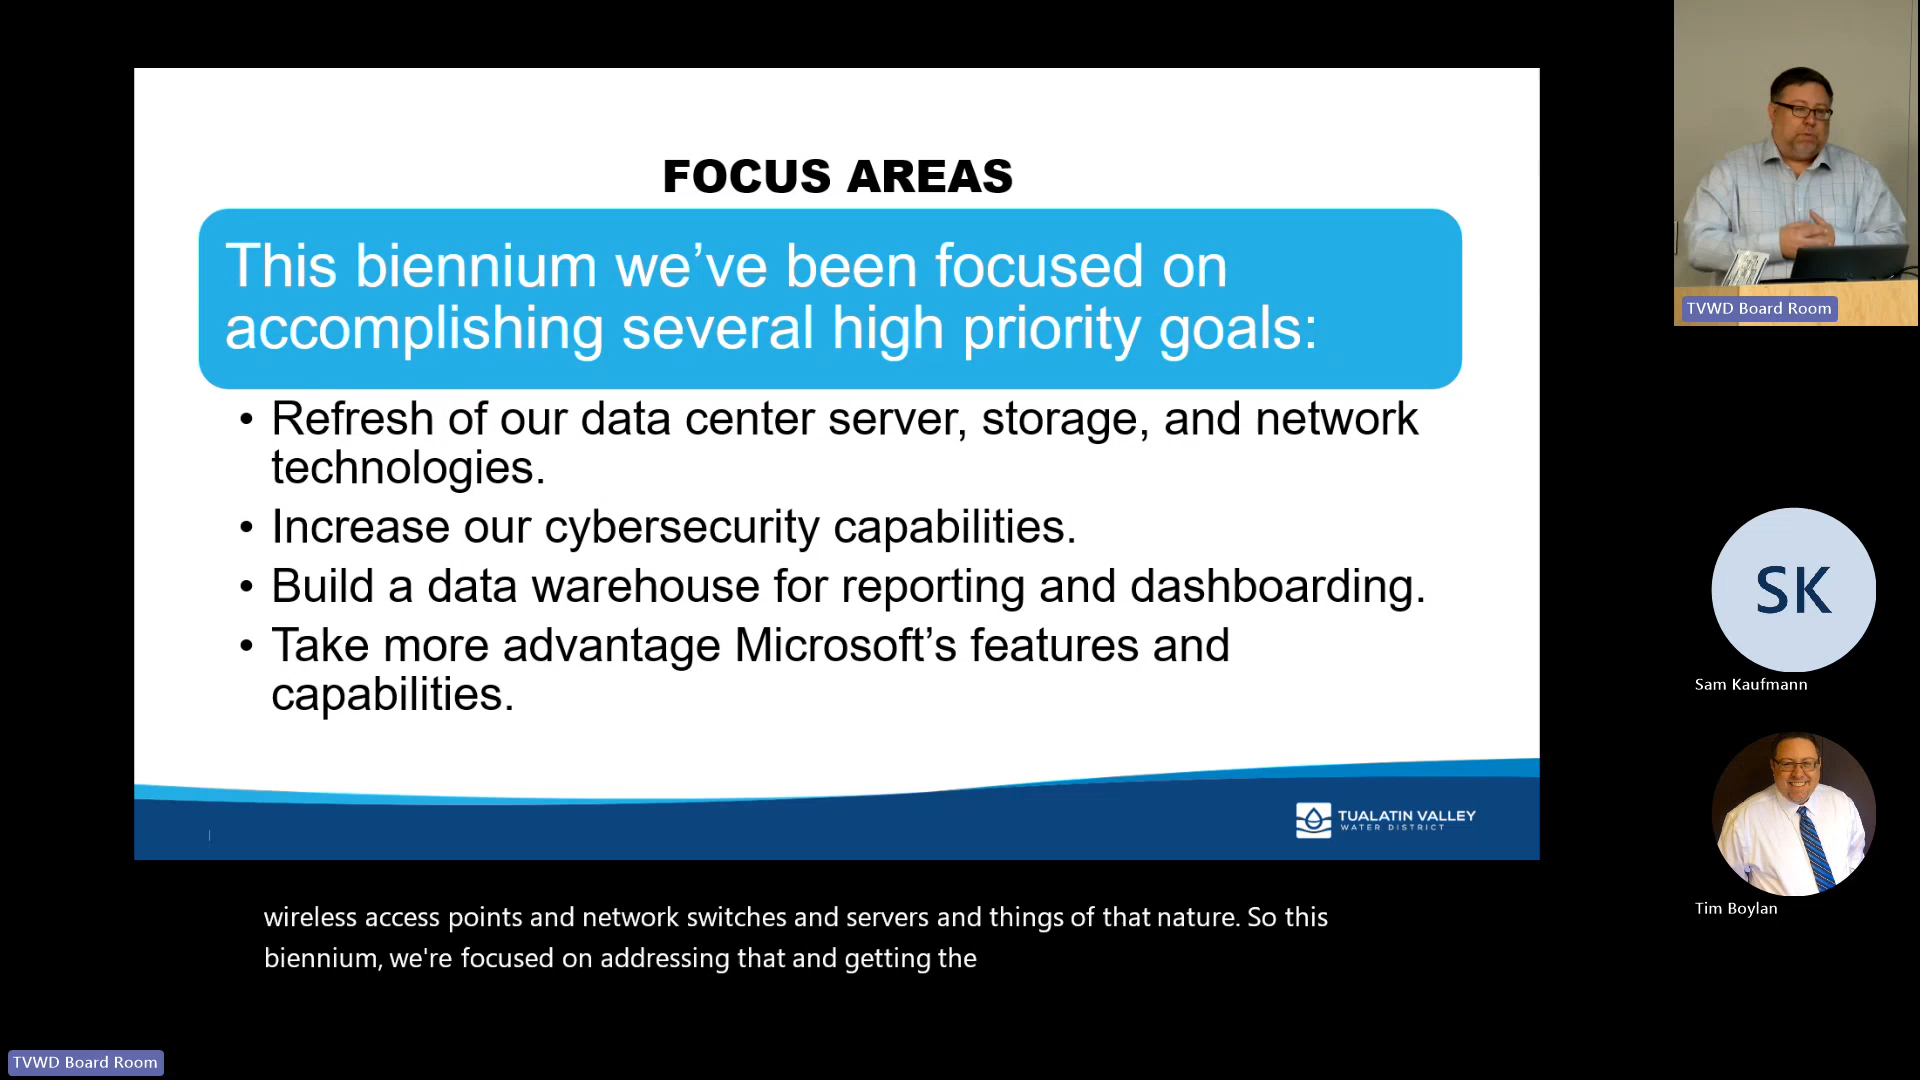 FOCUS AREAS
This biennium we’ve been focused on
accomplishing several high priority goals:
• Refresh of our data center server, storage, and network
technologies.
• Increase our cybersecurity capabilities.
• Build a data warehouse for reporting and dashboarding.
• Take more advantage Microsoft’s features and
capabilities.
TUALATIN VALLEY
WATER DISTRICT
wireless access points and network switches and servers and things of that nature. So this
biennium, we're focused on addressing that and getting the
TVWD Board Room
TVWD Board Room
SK
Sam Kaufmann
Tim Boylan